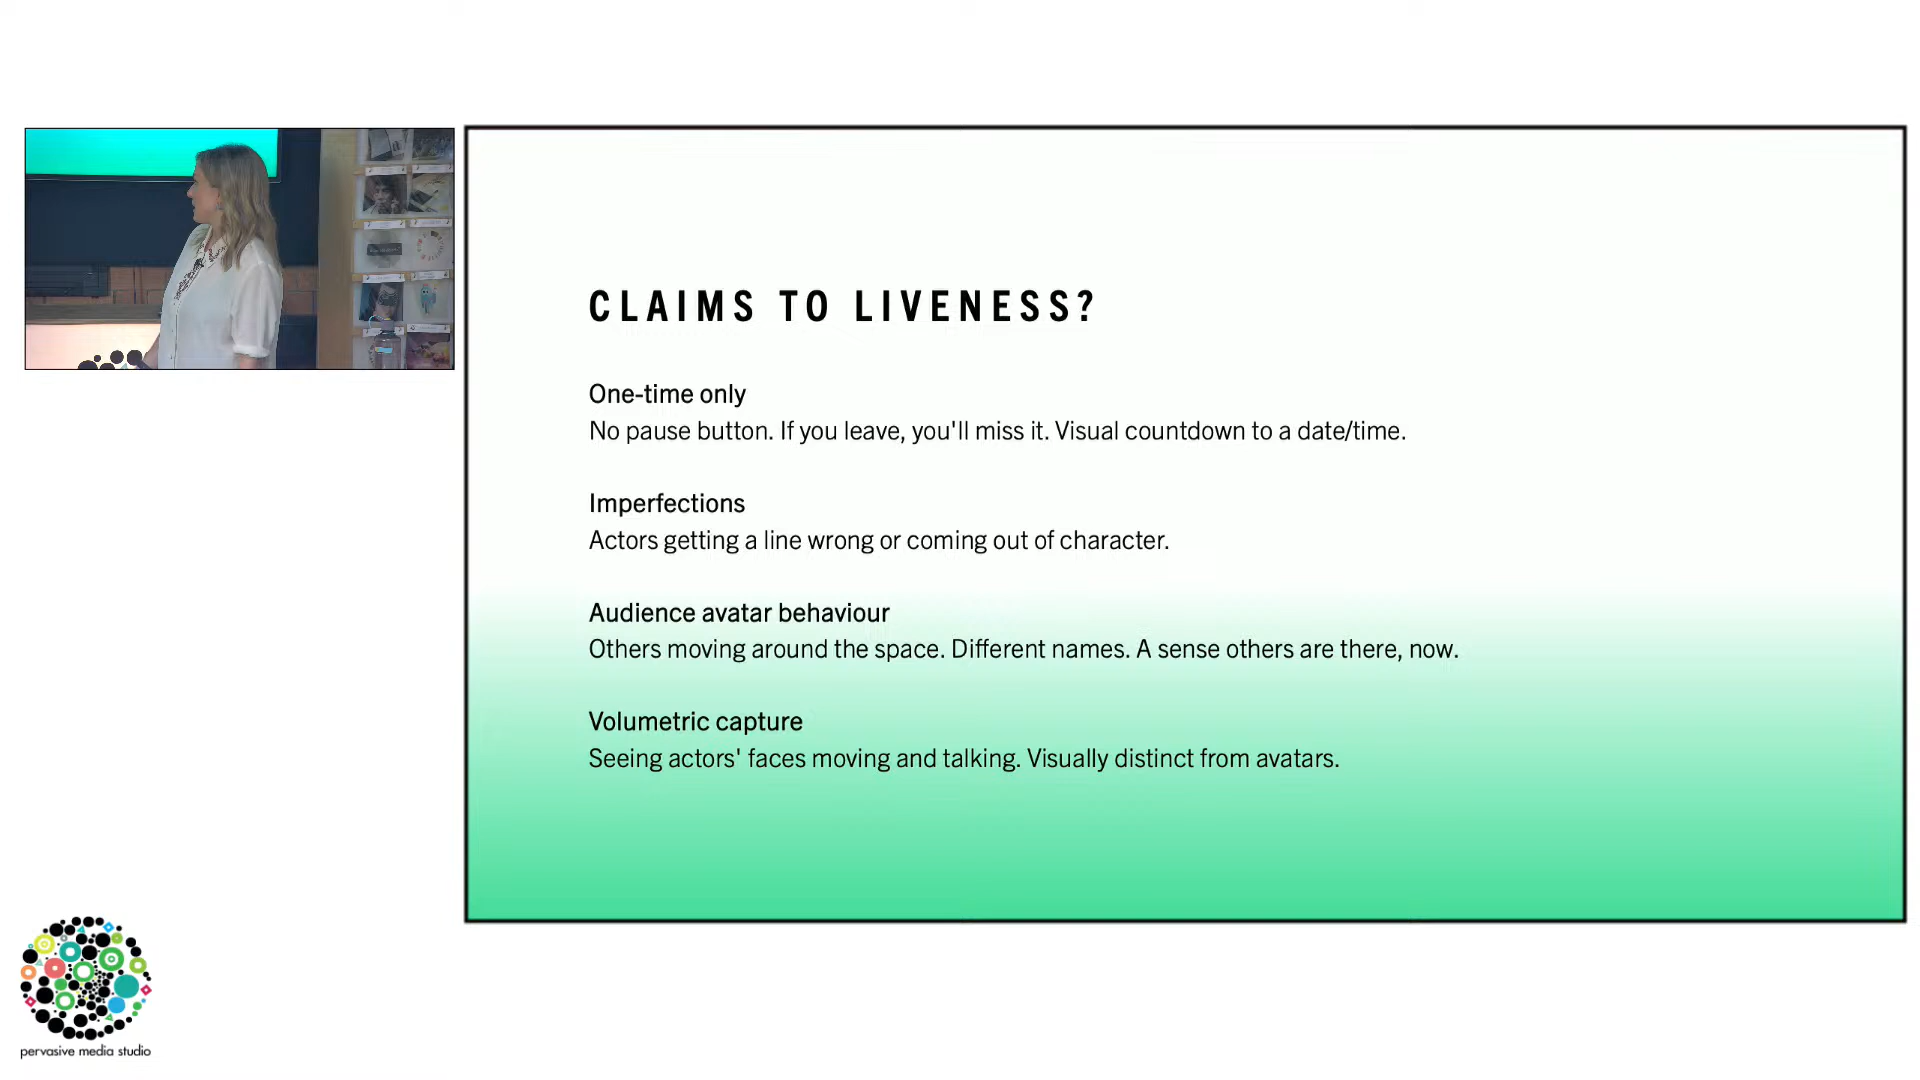 CLAIMS TO LIVENESS?
One-time only
No pause button. If you leave, you'll miss it. Visual countdown to a date/time.
Imperfections
Actors getting a line wrong or coming out of character.
Audience avatar behaviour
Others moving around the space. Different names. A sense others are there, now.
Volumetric capture
Seeing actors' faces moving and talking. Visually distinct from avatars.
pervasive media studio